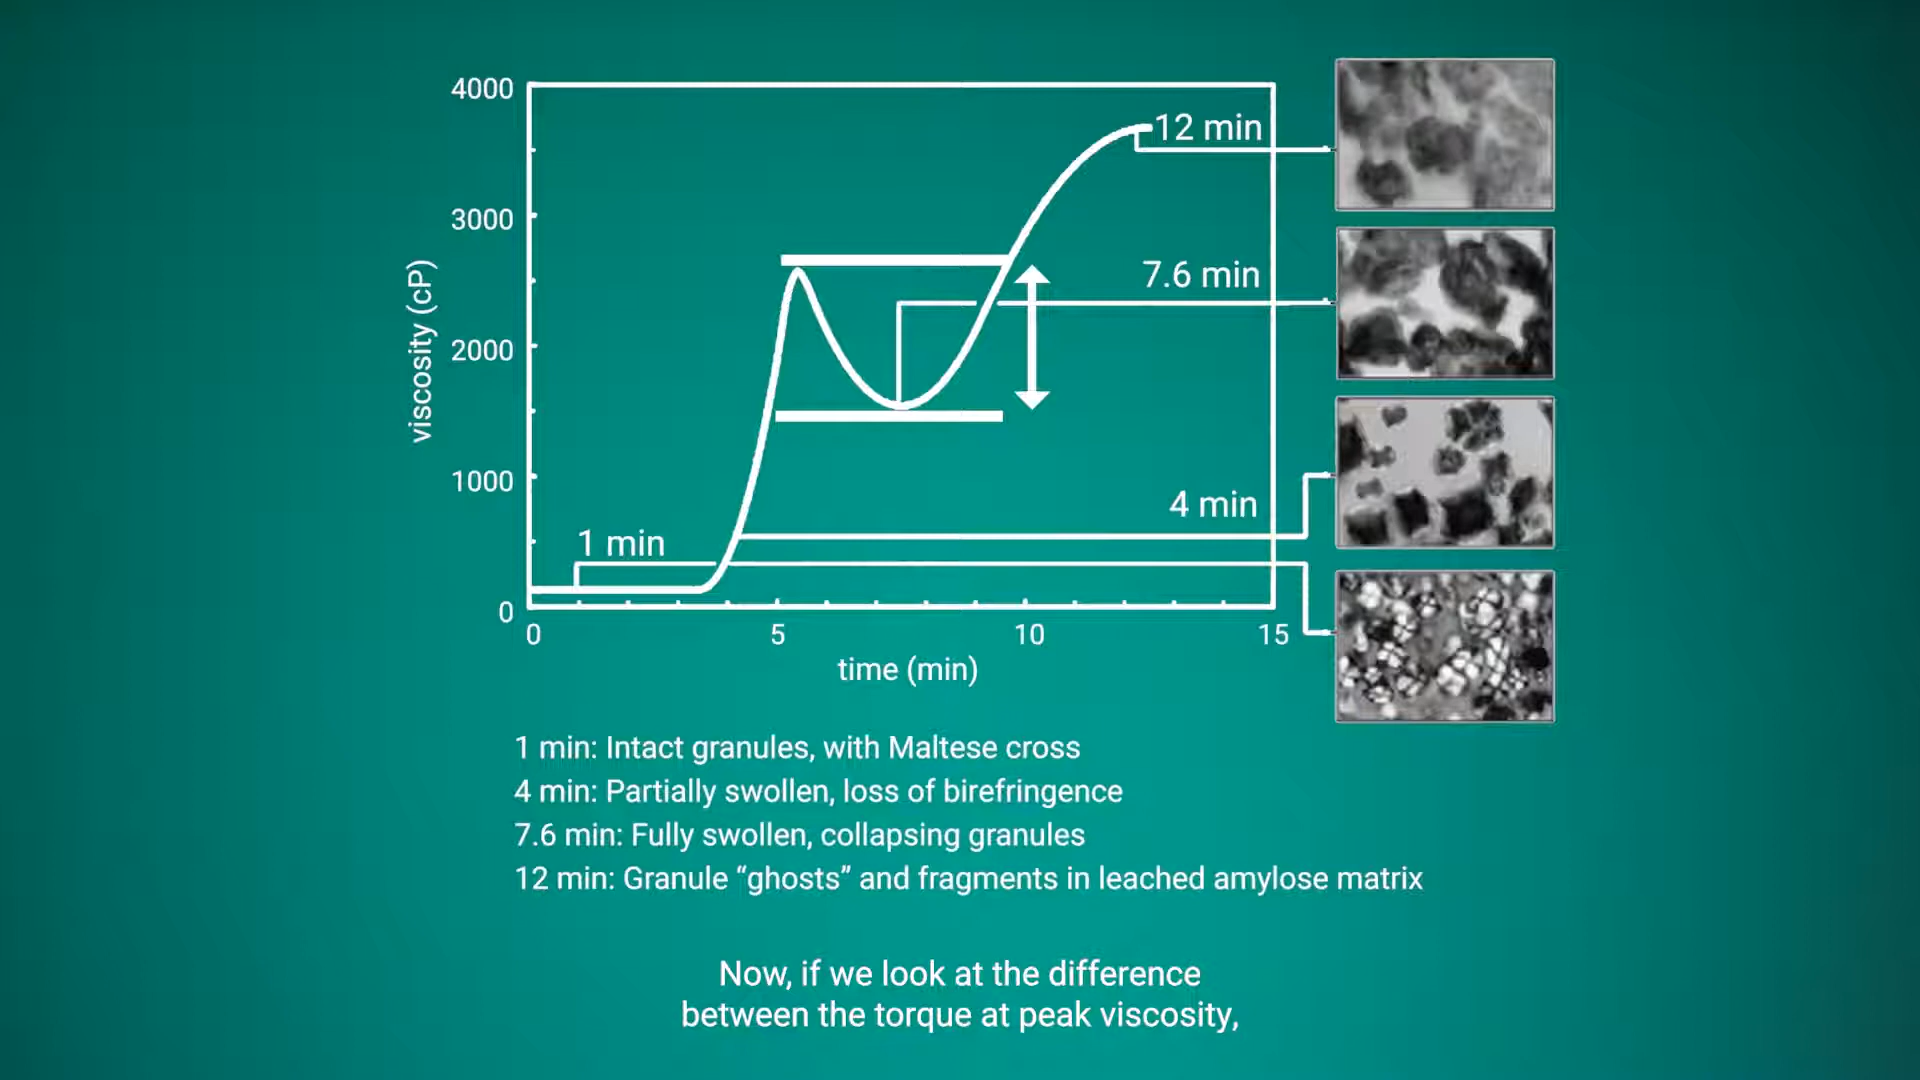 4000
3000
2000
1000
0
viscosity (cP)
12 min
7.6 min
4 min
1 min
0 5 10 15
time (min)
1 min: Intact granules, with Maltese cross
4 min: Partially swollen, loss of birefringence
7.6 min: Fully swollen, collapsing granules
12 min: Granule “ghosts” and fragments in leached amylose matrix
Now, if we look at the difference
between the torque at peak viscosity,